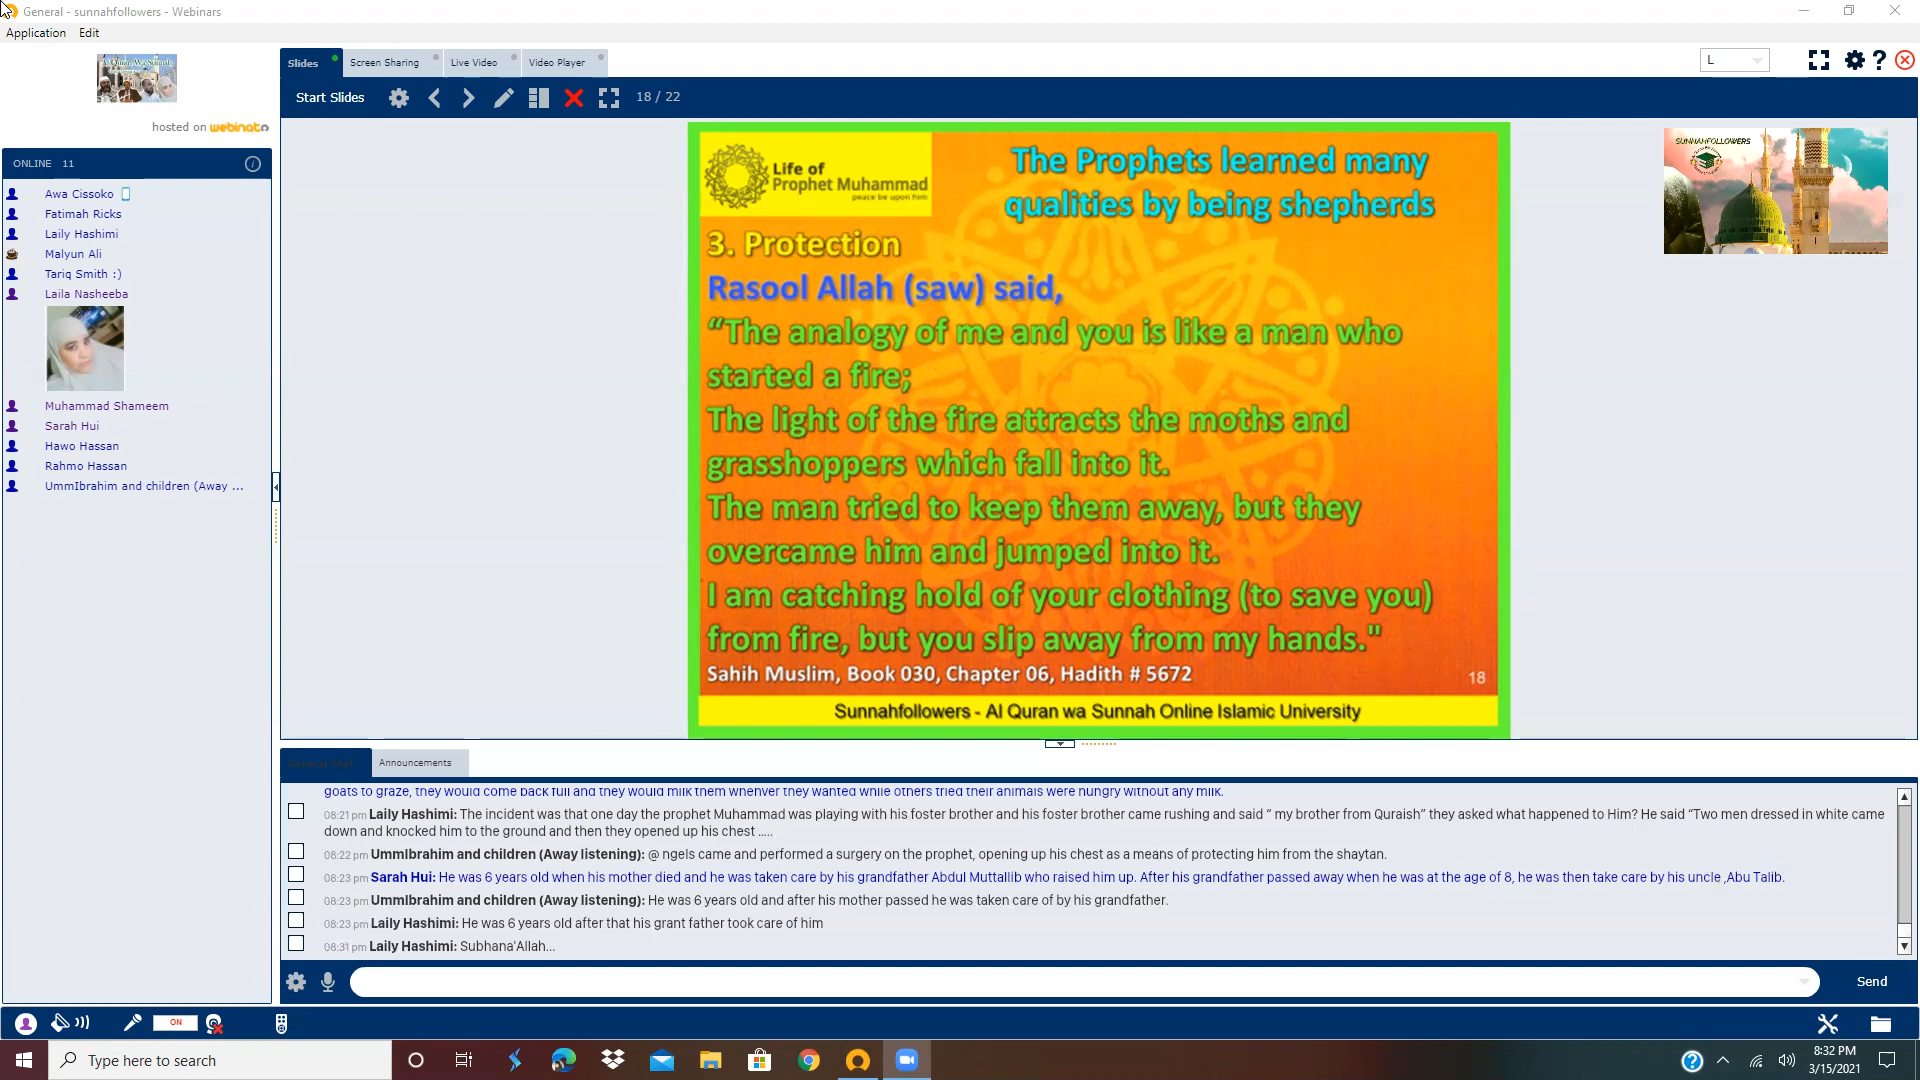 General - sunnahfollowers - Webinars
Application Edit
hosted on webinato
ONLINE 11
Awa Cissoko
Fatimah Ricks
Laily Hashimi
Malyun Ali
Tariq Smith :)
Laila Nasheeba
Muhammad Shameem
Sarah Hui
Hawo Hassan
Rahmo Hassan
UmmIbrahim and children (Away ...
Slides Screen Sharing Live Video Video Player
L
Start Slides 18 / 22
Life of
Prophet Muhammad
peace be upon him
The Prophets learned many
qualities by being shepherds
3. Protection
Rasool Allah (saw) said,
“The analogy of me and you is like a man who
started a fire;
The light of the fire attracts the moths and
grasshoppers which fall into it.
The man tried to keep them away, but they
overcame him and jumped into it.
I am catching hold of your clothing (to save you)
from fire, but you slip away from my hands."
Sahih Muslim, Book 030, Chapter 06, Hadith # 5672
18
Sunnahfollowers - Al Quran wa Sunnah Online Islamic University
SUNNAHFOLLOWERS
General Chat Announcements
goats to graze, they would come back full and they would milk them whenver they wanted while others tried their animals were hungry without any milk.
08:21 pm Laily Hashimi: The incident was that one day the prophet Muhammad was playing with his foster brother and his foster brother came rushing and said “ my brother from Quraish” they asked what happened to Him? He said “Two men dressed in white came
down and knocked him to the ground and then they opened up his chest .....
08:22 pm UmmIbrahim and children (Away listening): @ ngels came and performed a surgery on the prophet, opening up his chest as a means of protecting him from the shaytan.
08:23 pm Sarah Hui: He was 6 years old when his mother died and he was taken care by his grandfather Abdul Muttallib who raised him up. After his grandfather passed away when he was at the age of 8, he was then take care by his uncle ,Abu Talib.
08:23 pm UmmIbrahim and children (Away listening): He was 6 years old and after his mother passed he was taken care of by his grandfather.
08:23 pm Laily Hashimi: He was 6 years old after that his grant father took care of him
08:31 pm Laily Hashimi: Subhana'Allah...
Send
ON
Type here to search
8:32 PM
3/15/2021